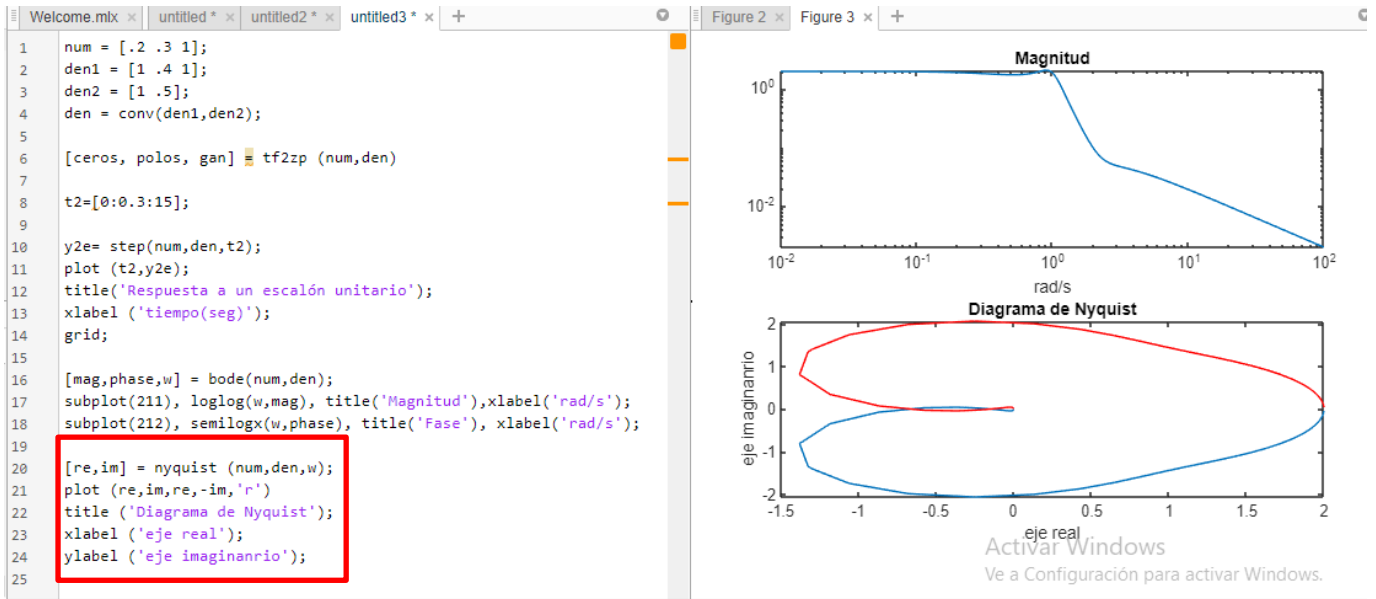 Welcome.mlx × untitled * × untitled2 * × untitled3 * × +
1 num = [.2 .3 1];
2 den1 = [1 .4 1];
3 den2 = [1 .5];
4 den = conv(den1,den2);
5
6 [ceros, polos, gan] = tf2zp (num,den)
7
8 t2=[0:0.3:15];
9
10 y2e= step(num,den,t2);
11 plot (t2,y2e);
12 title('Respuesta a un escalón unitario');
13 xlabel ('tiempo(seg)');
14 grid;
15
16 [mag,phase,w] = bode(num,den);
17 subplot(211), loglog(w,mag), title('Magnitud'),xlabel('rad/s');
18 subplot(212), semilogx(w,phase), title('Fase'), xlabel('rad/s');
19
20 [re,im] = nyquist (num,den,w);
21 plot (re,im,re,-im,'r')
22 title ('Diagrama de Nyquist');
23 xlabel ('eje real');
24 ylabel ('eje imaginanrio');
25
Figure 2 × Figure 3 × +
Magnitud
10^0
10^-2
10^-2 10^-1 10^0 10^1 10^2
rad/s
Diagrama de Nyquist
eje imaginanrio
2
1
0
-1
-2
-1.5 -1 -0.5 0 0.5 1 1.5 2
eje real
Activar Windows
Ve a Configuración para activar Windows.